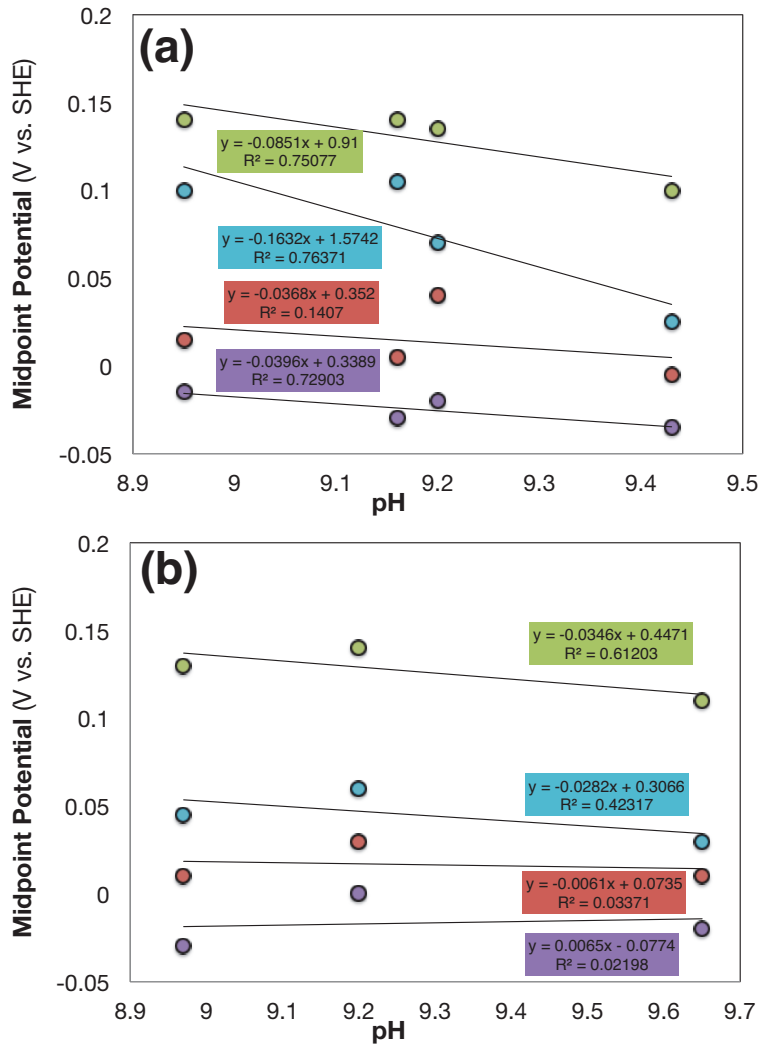 (a)
Midpoint Potential (V vs. SHE)
0.2
0.15
0.1
0.05
0
-0.05
y = -0.0851x + 0.91
R² = 0.75077
y = -0.1632x + 1.5742
R² = 0.76371
y = -0.0368x + 0.352
R² = 0.1407
y = -0.0396x + 0.3389
R² = 0.72903
8.9 9 9.1 9.2 9.3 9.4 9.5
pH
(b)
Midpoint Potential (V vs. SHE)
0.2
0.15
0.1
0.05
0
-0.05
y = -0.0346x + 0.4471
R² = 0.61203
y = -0.0282x + 0.3066
R² = 0.42317
y = -0.0061x + 0.0735
R² = 0.03371
y = 0.0065x - 0.0774
R² = 0.02198
8.9 9 9.1 9.2 9.3 9.4 9.5 9.6 9.7
pH